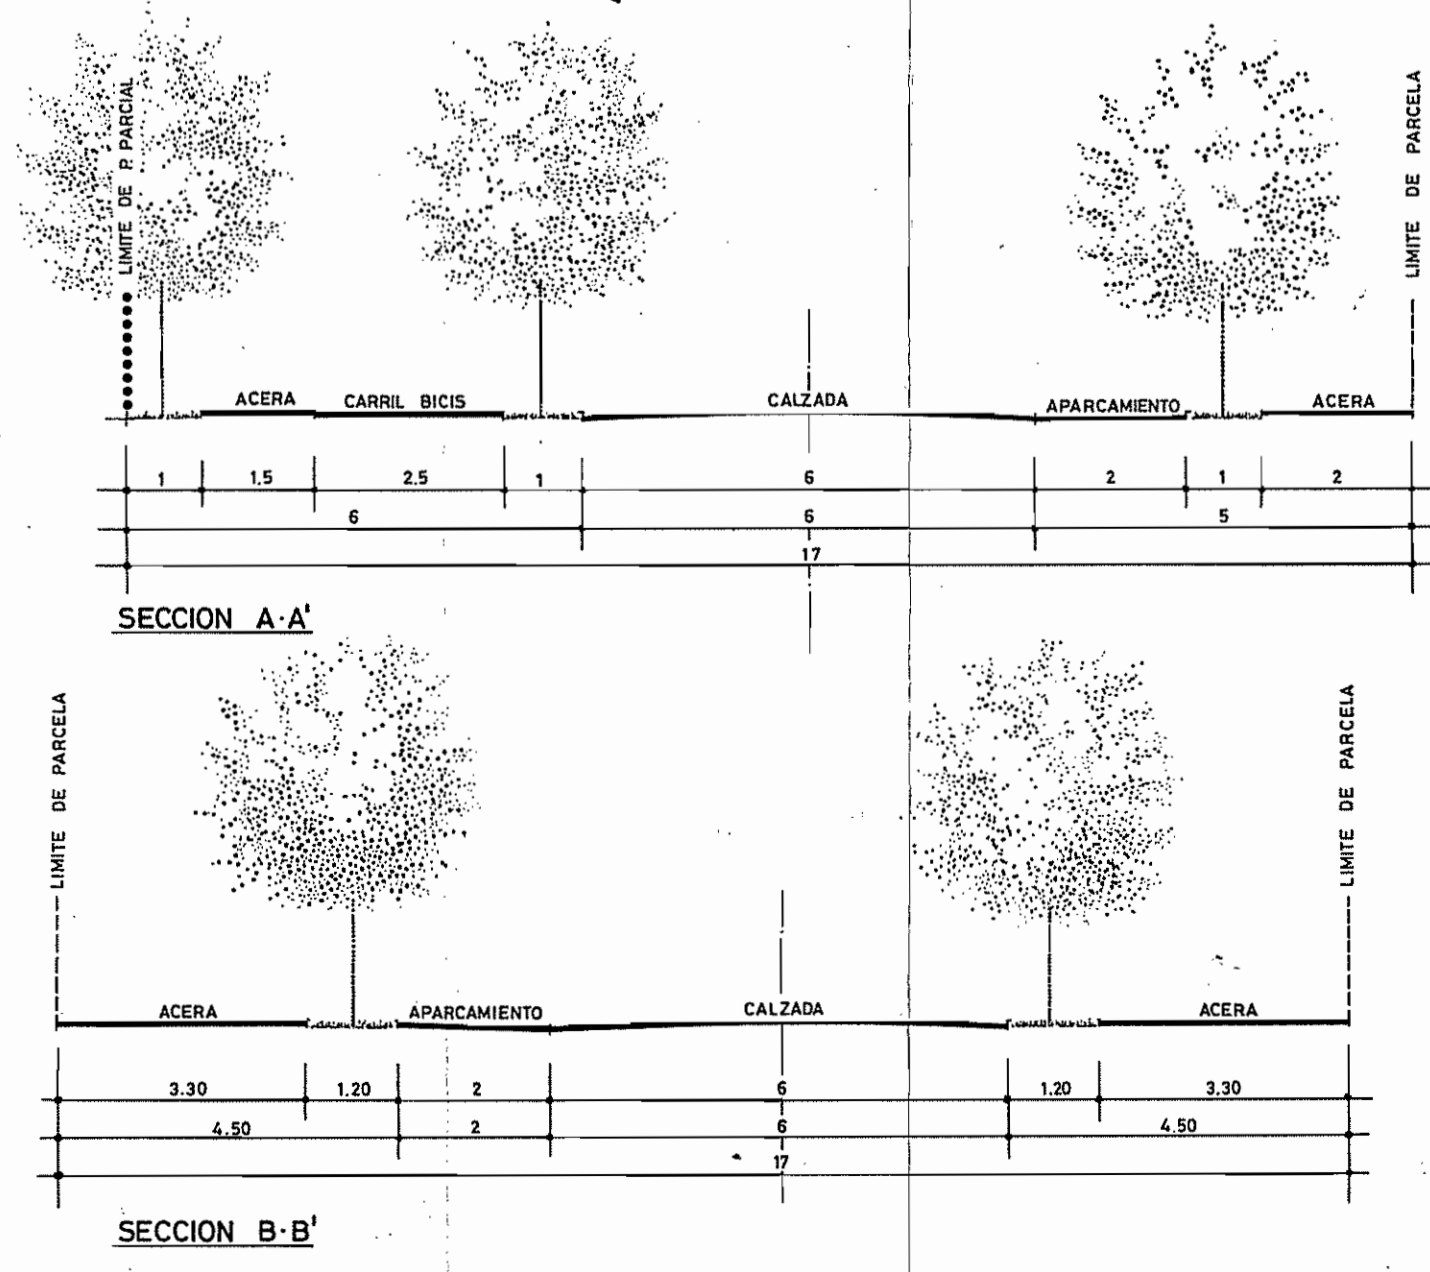 LIMITE DE P. PARCIAL
LIMITE DE PARCELA
ACERA
CARRIL BICIS
CALZADA
APARCAMIENTO
ACERA
1 1.5 2.5 1 6 2 1 2
6 6 5
17
SECCION A·A'
LIMITE DE PARCELA
LIMITE DE PARCELA
ACERA
APARCAMIENTO
CALZADA
ACERA
3.30 1.20 2 6 1.20 3.30
4.50 2 6 4.50
17
SECCION B·B'